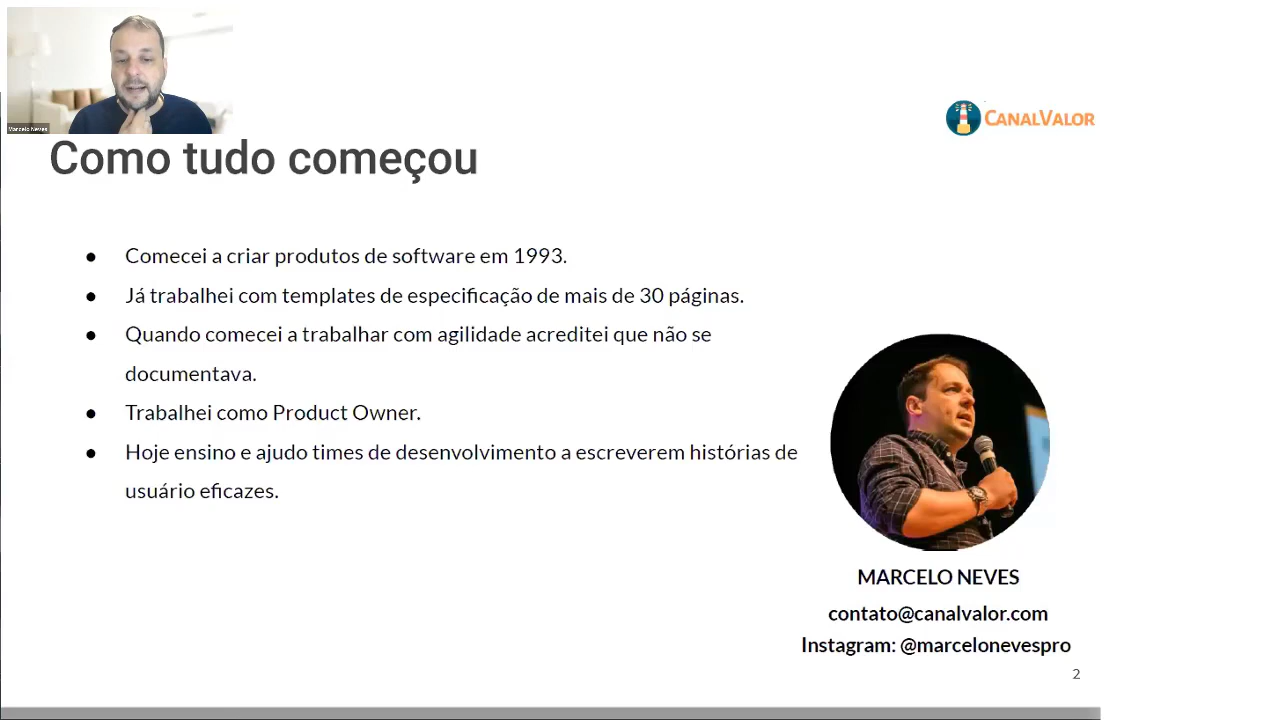 Marcelo Neves
CANALVALOR
Como tudo começou
● Comecei a criar produtos de software em 1993.
● Já trabalhei com templates de especificação de mais de 30 páginas.
● Quando comecei a trabalhar com agilidade acreditei que não se
documentava.
● Trabalhei como Product Owner.
● Hoje ensino e ajudo times de desenvolvimento a escreverem histórias de
usuário eficazes.
MARCELO NEVES
contato@canalvalor.com
Instagram: @marcelonevespro
2